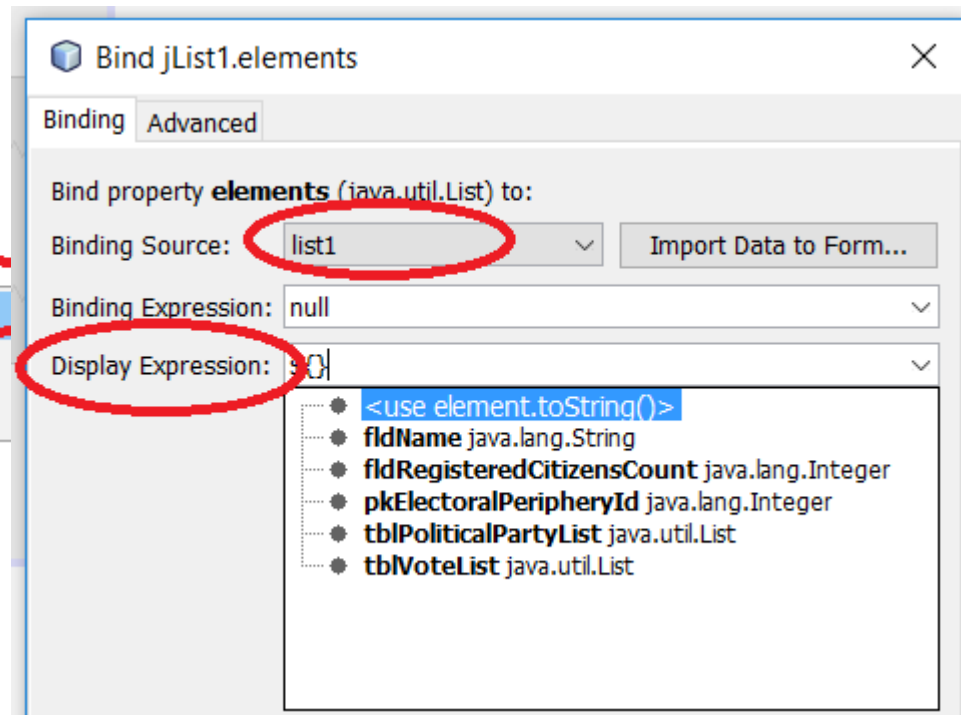 Bind jList1.elements
Binding Advanced
Bind property elements (java.util.List) to:
Binding Source: list1 Import Data to Form...
Binding Expression: null
Display Expression: ${}
<use element.toString()>
fldName java.lang.String
fldRegisteredCitizensCount java.lang.Integer
pkElectoralPeripheryId java.lang.Integer
tblPoliticalPartyList java.util.List
tblVoteList java.util.List